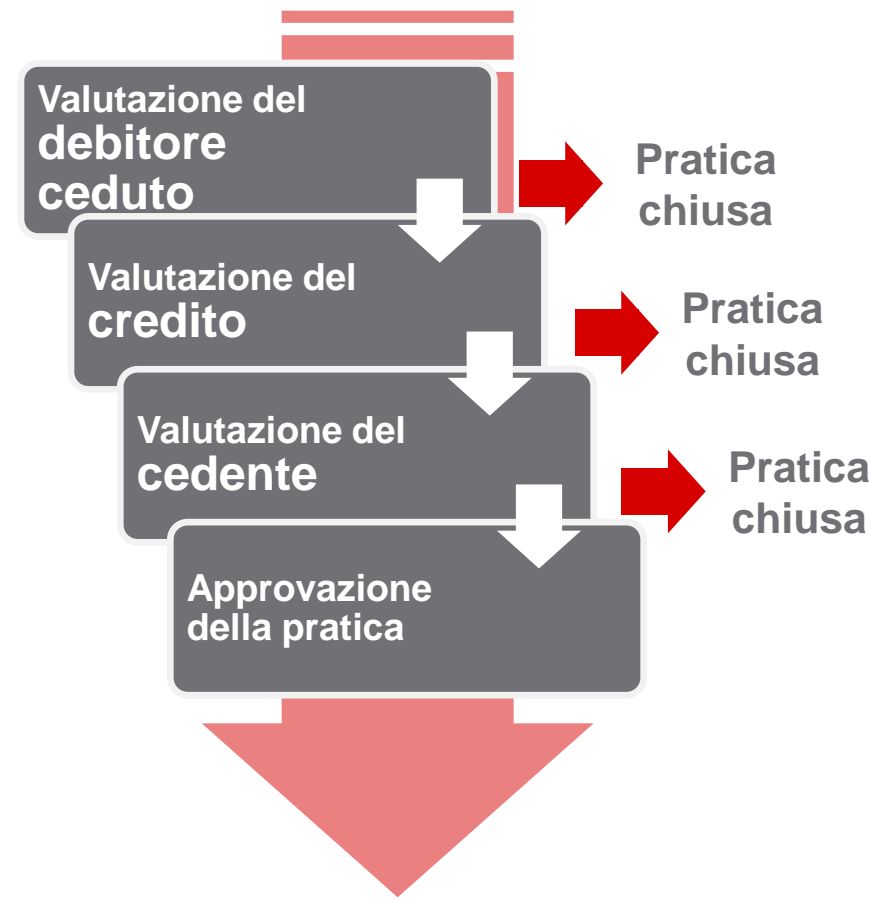 Valutazione del
debitore
ceduto
Pratica
chiusa
Valutazione del
credito
Pratica
chiusa
Valutazione del
cedente
Pratica
chiusa
Approvazione
della pratica